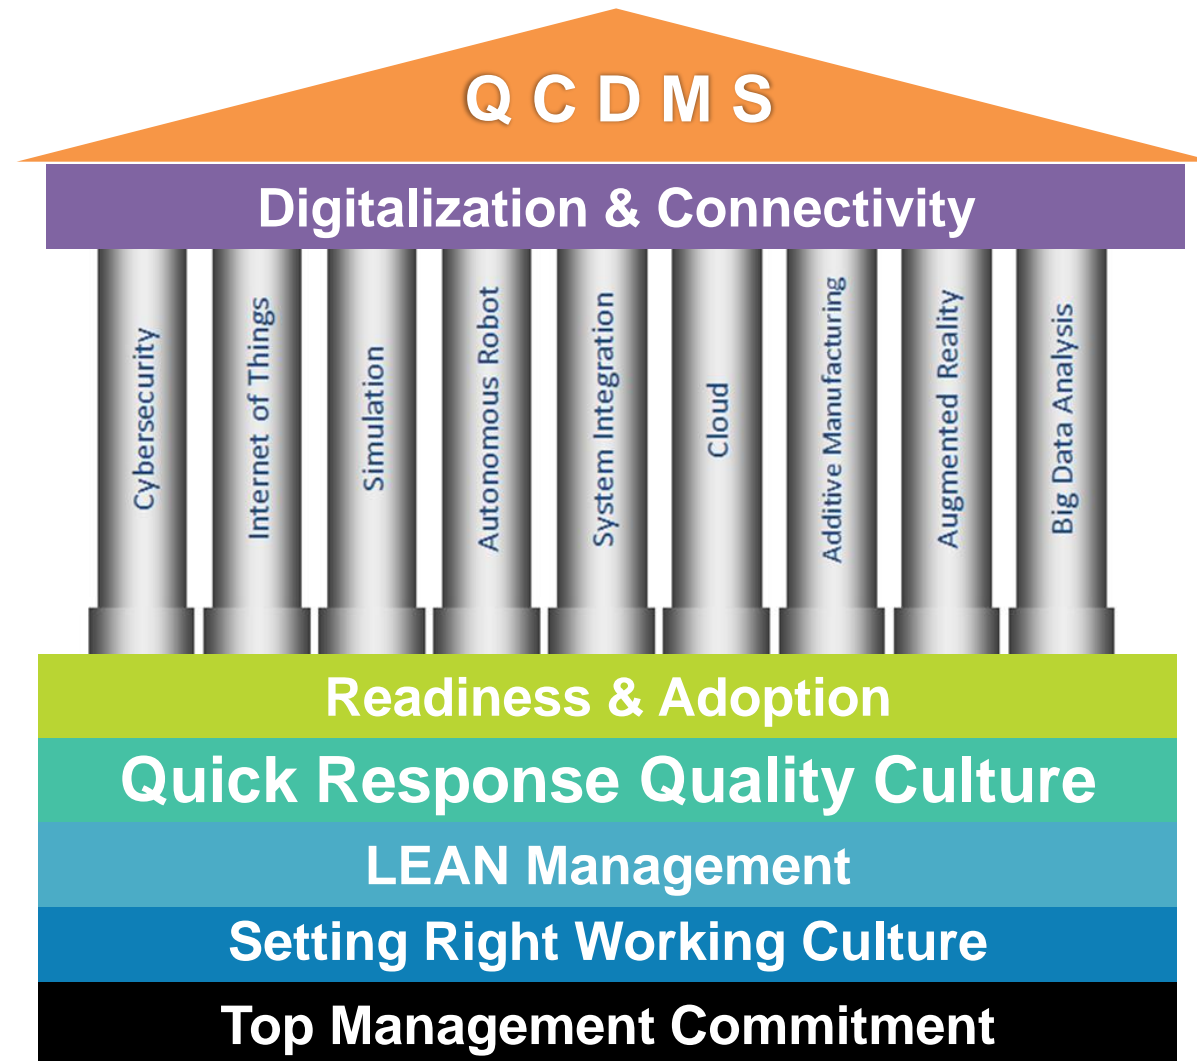 Q C D M S
Digitalization & Connectivity
Cybersecurity
Internet of Things
Simulation
Autonomous Robot
System Integration
Cloud
Additive Manufacturing
Augmented Reality
Big Data Analysis
Readiness & Adoption
Quick Response Quality Culture
LEAN Management
Setting Right Working Culture
Top Management Commitment